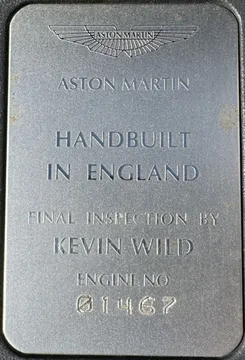 ASTON MARTIN
ASTON MARTIN
HANDBUILT
IN ENGLAND
FINAL INSPECTION BY
KEVIN WILD
ENGINE NO
01467